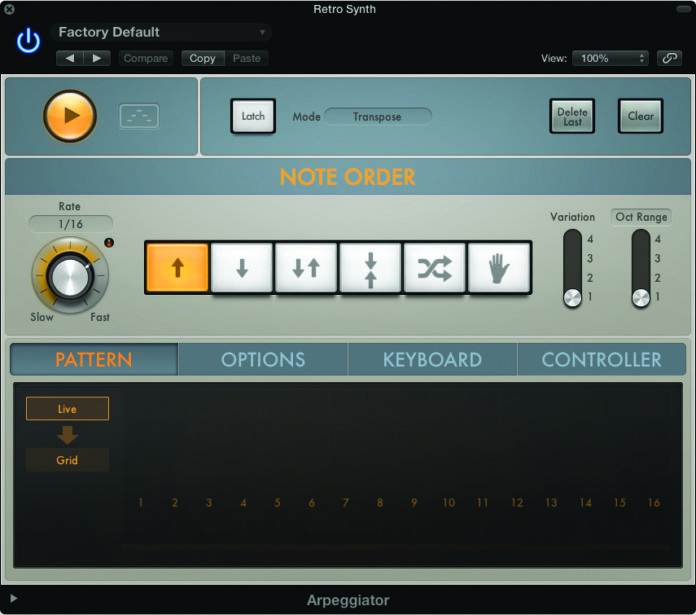 Retro Synth
Factory Default
Compare Copy Paste View: 100%
Latch Mode Transpose Delete Last Clear
NOTE ORDER
Rate
1/16
Slow Fast
Variation Oct Range
4 4
3 3
2 2
1 1
PATTERN OPTIONS KEYBOARD CONTROLLER
Live
Grid
1 2 3 4 5 6 7 8 9 10 11 12 13 14 15 16
Arpeggiator